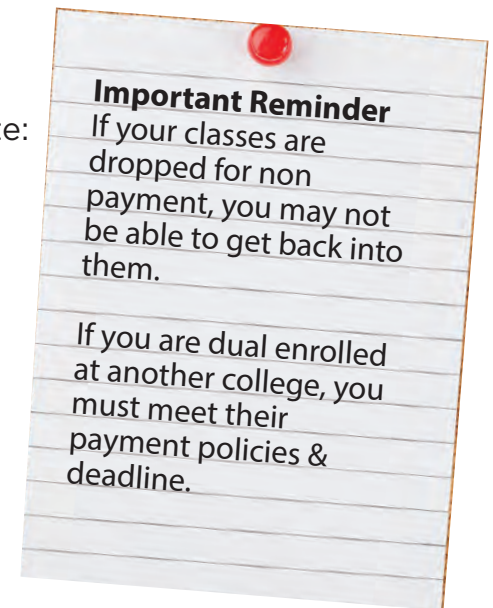 Important Reminder
If your classes are
dropped for non
payment, you may not
be able to get back into
them.
If you are dual enrolled
at another college, you
must meet their
payment policies &
deadline.